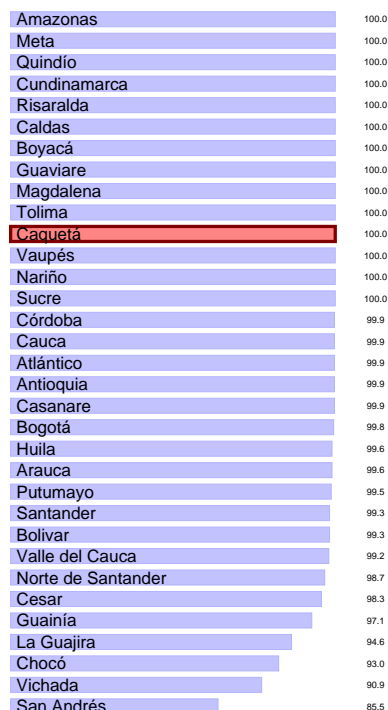 Amazonas 100.0
Meta 100.0
Quindío 100.0
Cundinamarca 100.0
Risaralda 100.0
Caldas 100.0
Boyacá 100.0
Guaviare 100.0
Magdalena 100.0
Tolima 100.0
Caquetá 100.0
Vaupés 100.0
Nariño 100.0
Sucre 100.0
Córdoba 99.9
Cauca 99.9
Atlántico 99.9
Antioquia 99.9
Casanare 99.9
Bogotá 99.8
Huila 99.6
Arauca 99.6
Putumayo 99.5
Santander 99.3
Bolivar 99.3
Valle del Cauca 99.2
Norte de Santander 98.7
Cesar 98.3
Guainía 97.1
La Guajira 94.6
Chocó 93.0
Vichada 90.9
San Andrés 85.5